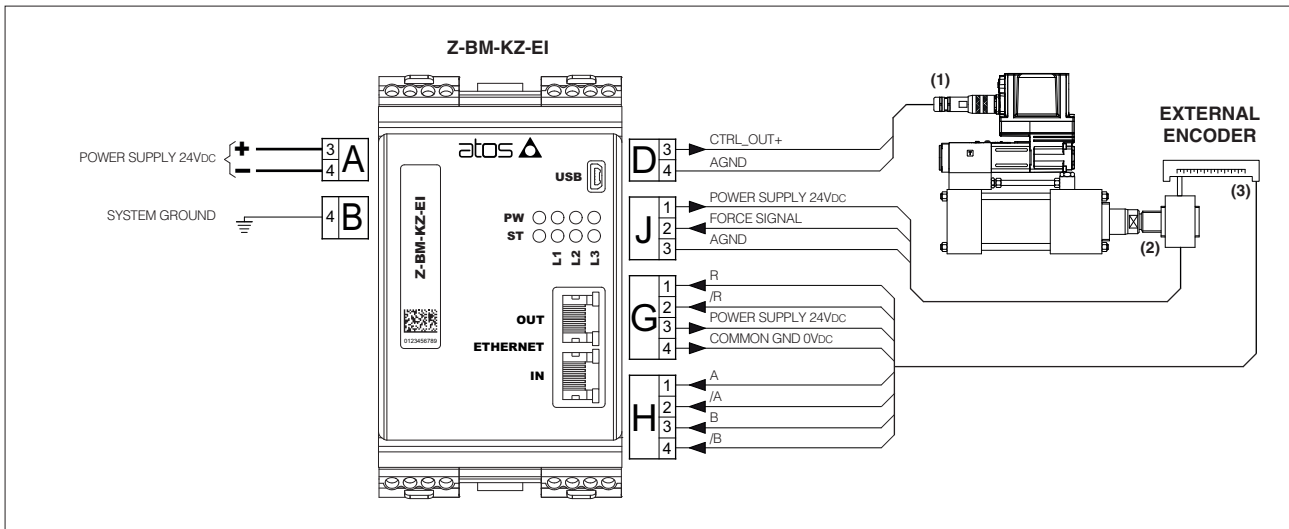 Z-BM-KZ-EI
POWER SUPPLY 24VDC
+
-
3
4
A
SYSTEM GROUND
4
B
atos
USB
PW
ST
L1
L2
L3
Z-BM-KZ-EI
0123456789
OUT
ETHERNET
IN
D
3
4
CTRL_OUT+
AGND
J
1
2
3
POWER SUPPLY 24VDC
FORCE SIGNAL
AGND
G
1
2
3
4
R
/R
POWER SUPPLY 24VDC
COMMON GND 0VDC
H
1
2
3
4
A
/A
B
/B
(1)
EXTERNAL
ENCODER
(3)
(2)